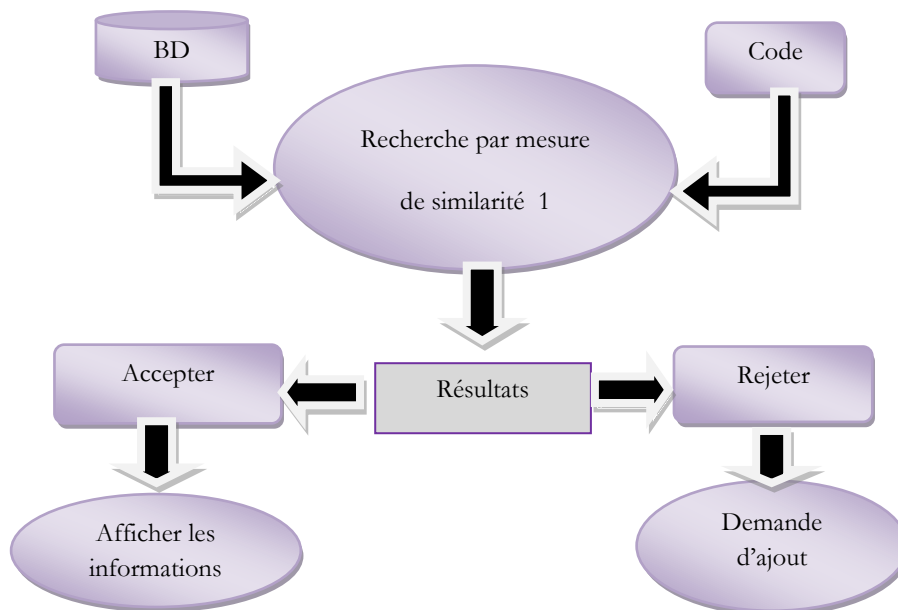 BD
Code
Recherche par mesure
de similarité 1
Accepter
Résultats
Rejeter
Afficher les
informations
Demande
d'ajout